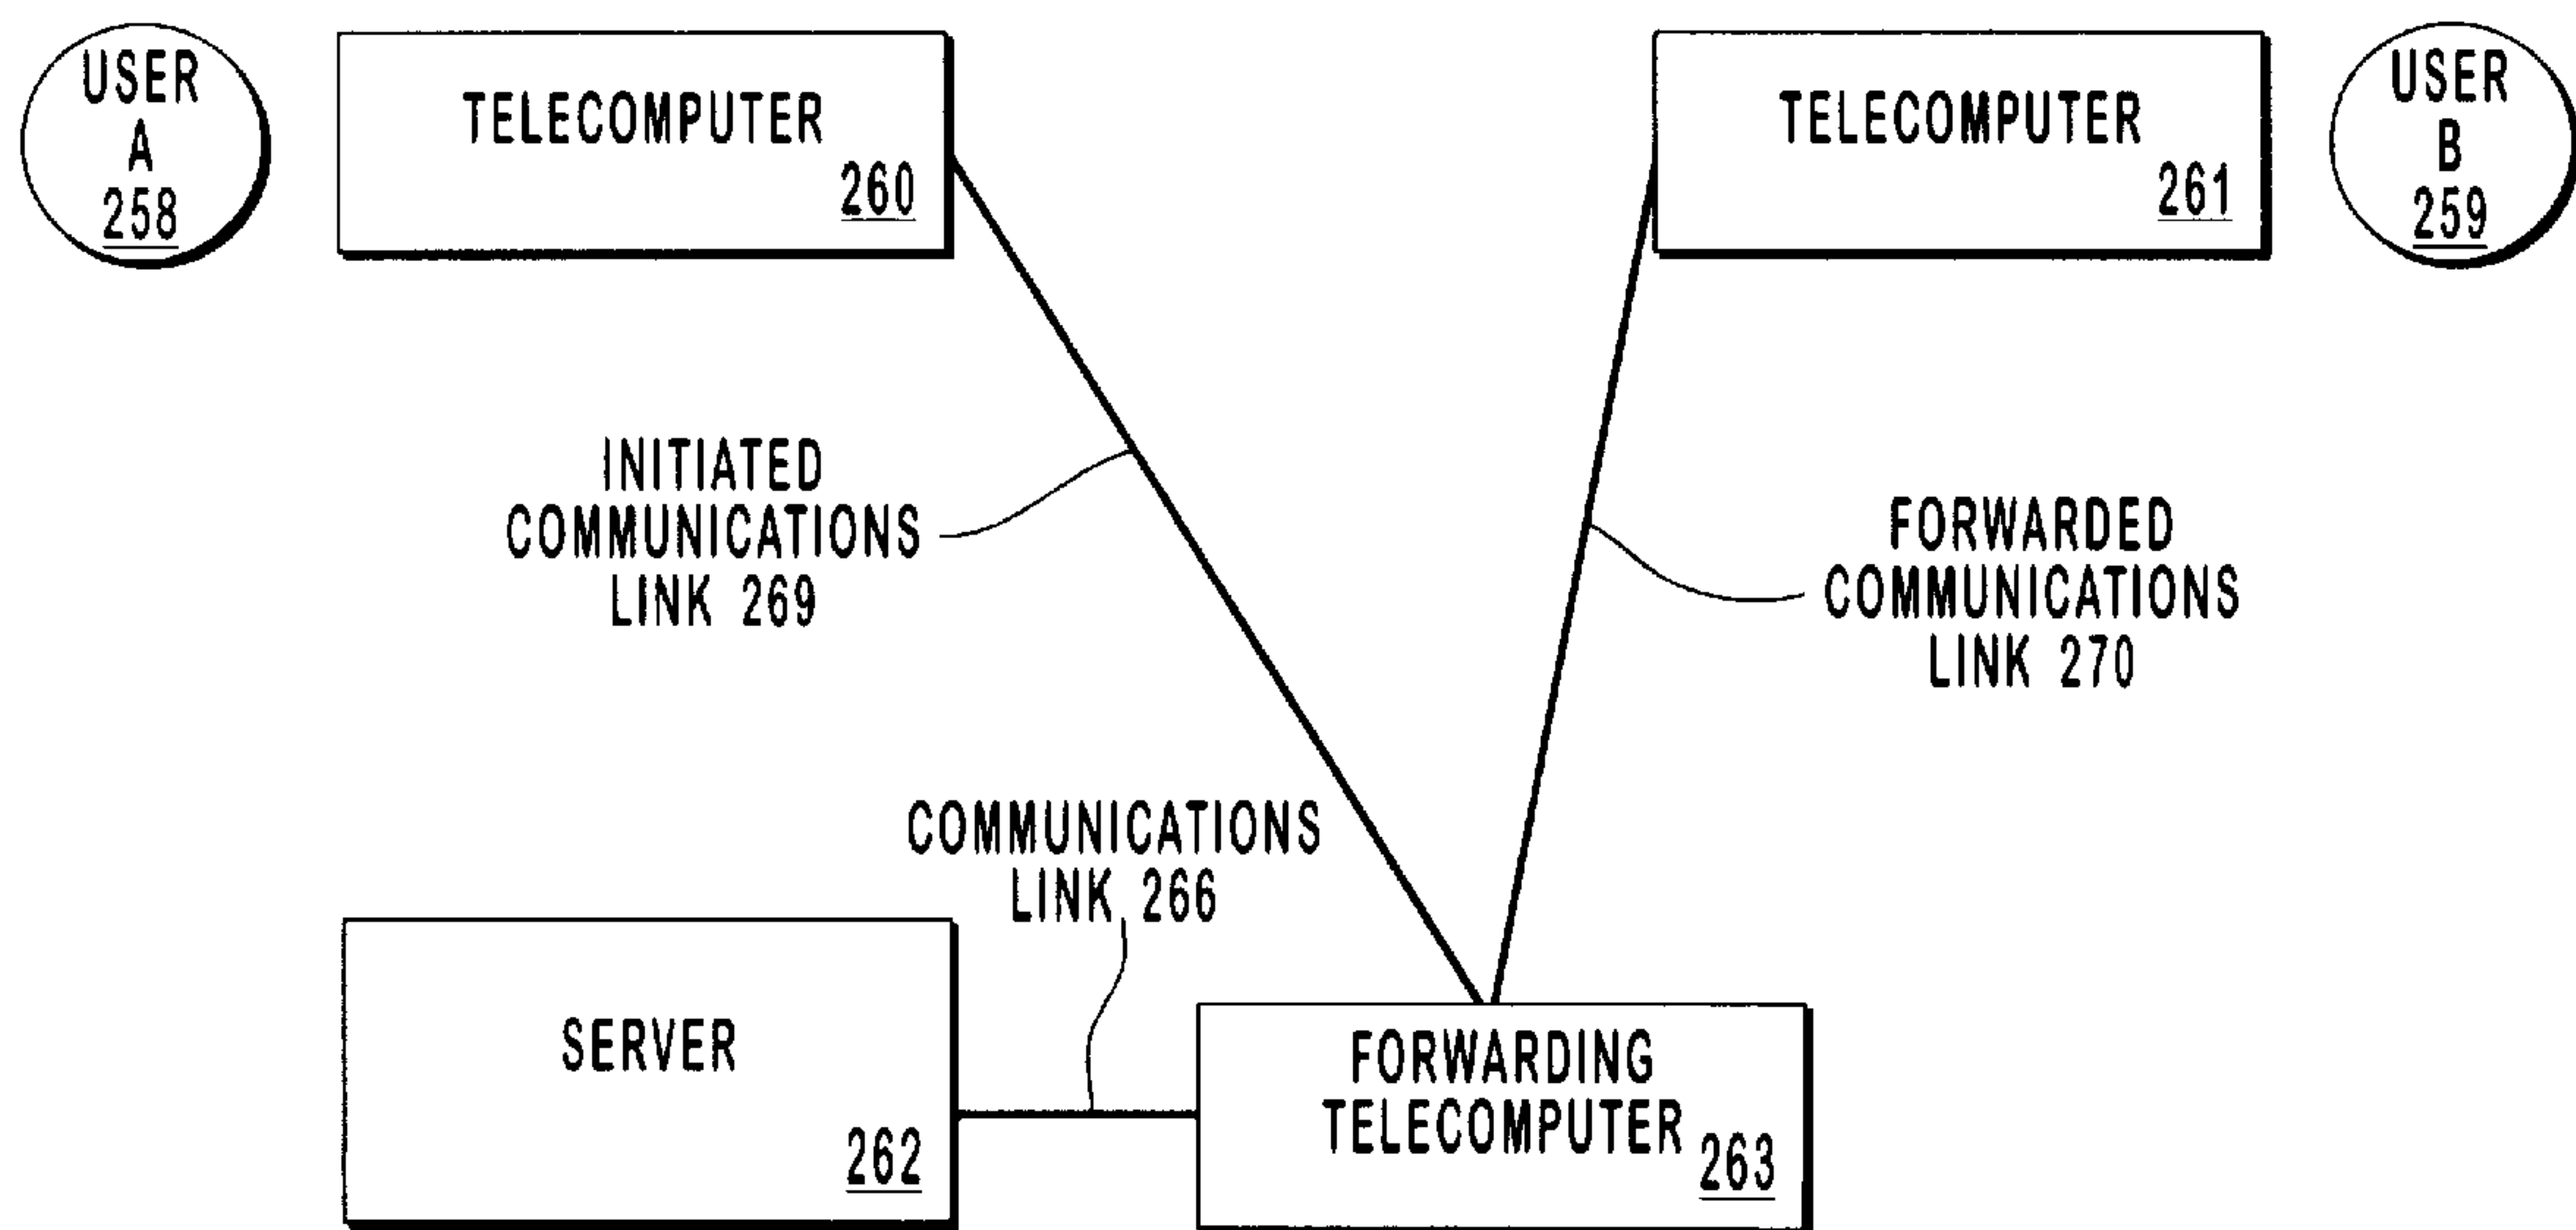 USER
A
258
TELECOMPUTER
260
TELECOMPUTER
261
USER
B
259
INITIATED
COMMUNICATIONS
LINK 269
FORWARDED
COMMUNICATIONS
LINK 270
COMMUNICATIONS
LINK 266
SERVER
262
FORWARDING
TELECOMPUTER
263